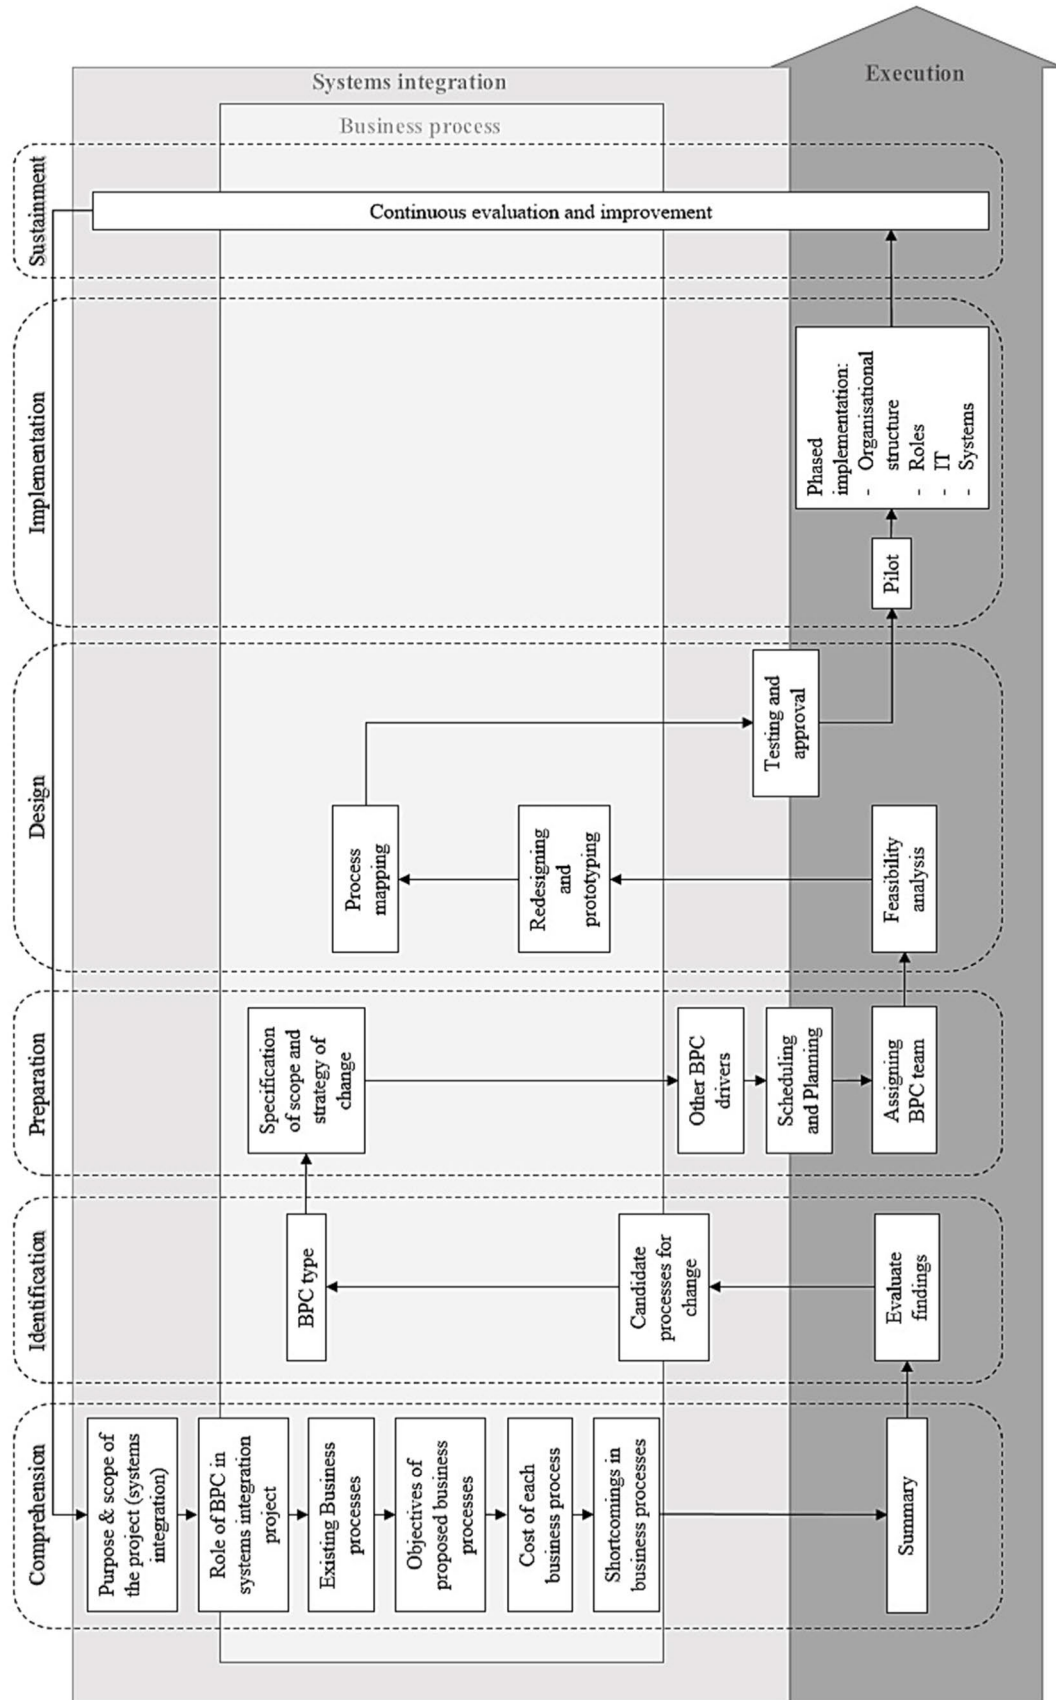 Systems integration
Business process
Execution
Sustainment
Continuous evaluation and improvement
Implementation
Phased
implementation:
- Organisational
structure
- Roles
- IT
- Systems
Pilot
Design
Process
mapping
Redesigning
and
prototyping
Testing and
approval
Feasibility
analysis
Preparation
Specification
of scope and
strategy of
change
Other BPC
drivers
Scheduling
and Planning
Assigning
BPC team
Identification
BPC type
Candidate
processes for
change
Evaluate
findings
Comprehension
Purpose & scope of
the project (systems
integration)
Role of BPC in
systems integration
project
Existing Business
processes
Objectives of
proposed business
processes
Cost of each
business process
Shortcomings in
business processes
Summary